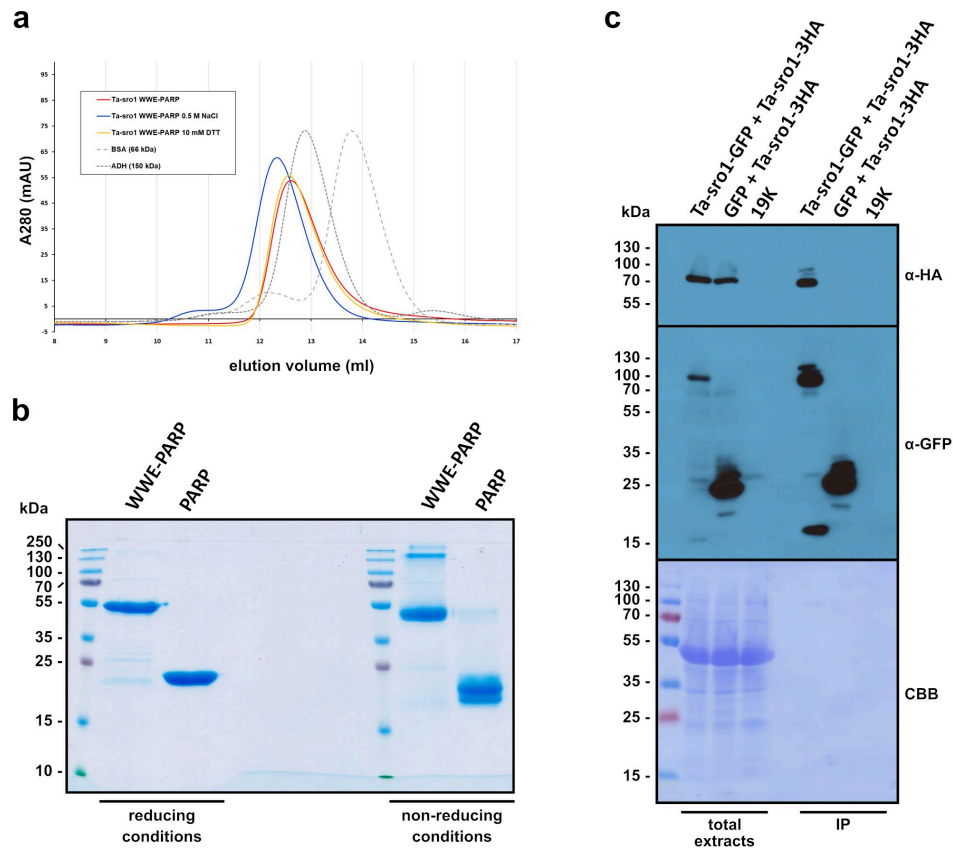 a
95
85
75
65
55
45
35
25
15
5
-5
A280 (mAU)
Ta-sro1 WWE-PARP
Ta-sro1 WWE-PARP 0.5 M NaCl
Ta-sro1 WWE-PARP 10 mM DTT
BSA (66 kDa)
ADH (150 kDa)
8 9 10 11 12 13 14 15 16 17
elution volume (ml)
b
WWE-PARP
PARP
WWE-PARP
PARP
kDa
250
130 -
100 -
70
55 -
35 -
25 -
15 -
10 -
reducing
conditions
non-reducing
conditions
c
Ta-sro1-GFP + Ta-sro1-3HA
GFP + Ta-sro1-3HA
19K
Ta-sro1-GFP + Ta-sro1-3HA
GFP + Ta-sro1-3HA
19K
kDa
130 -
100 -
70 -
55 -
α-HA
130 -
100 -
70 -
55 -
35 -
25 -
15 -
α-GFP
130 -
100 -
70 -
55 -
35 -
25 -
15 -
CBB
total
extracts
IP